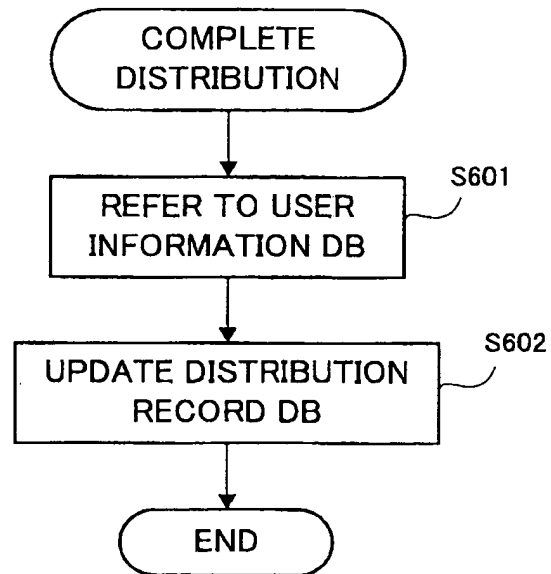 COMPLETE
DISTRIBUTION
S601
REFER TO USER
INFORMATION DB
S602
UPDATE DISTRIBUTION
RECORD DB
END